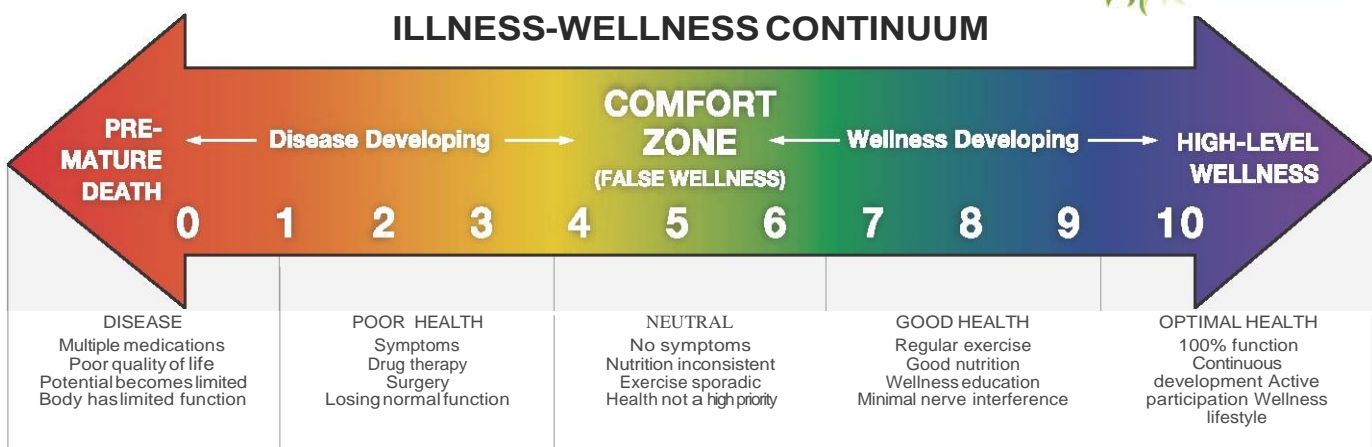 ILLNESS-WELLNESS CONTINUUM
PRE-
MATURE
DEATH
Disease Developing
COMFORT
ZONE
(FALSE WELLNESS)
Wellness Developing
HIGH-LEVEL
WELLNESS
0 1 2 3 4 5 6 7 8 9 10
DISEASE
Multiple medications
Poor quality of life
Potential becomes limited
Body has limited function
POOR HEALTH
Symptoms
Drug therapy
Surgery
Losing normal function
NEUTRAL
No symptoms
Nutrition inconsistent
Exercise sporadic
Health not a high priority
GOOD HEALTH
Regular exercise
Good nutrition
Wellness education
Minimal nerve interference
OPTIMAL HEALTH
100% function
Continuous
development Active
participation Wellness
lifestyle